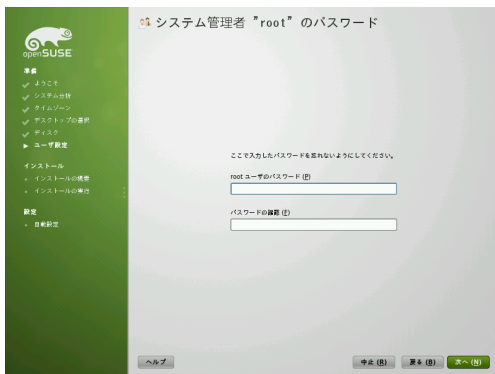 openSUSE
準備
ようこそ
システム分析
タイムゾーン
デスクトップの選択
ディスク
ユーザ設定
インストール
インストールの概要
インストールの実行
設定
自動設定
システム管理者 "root" のパスワード
ここで入力したパスワードを忘れないようにしてください。
root ユーザのパスワード (P)
パスワードの確認 (F)
ヘルプ
中止 (R)
戻る (B)
次へ (N)